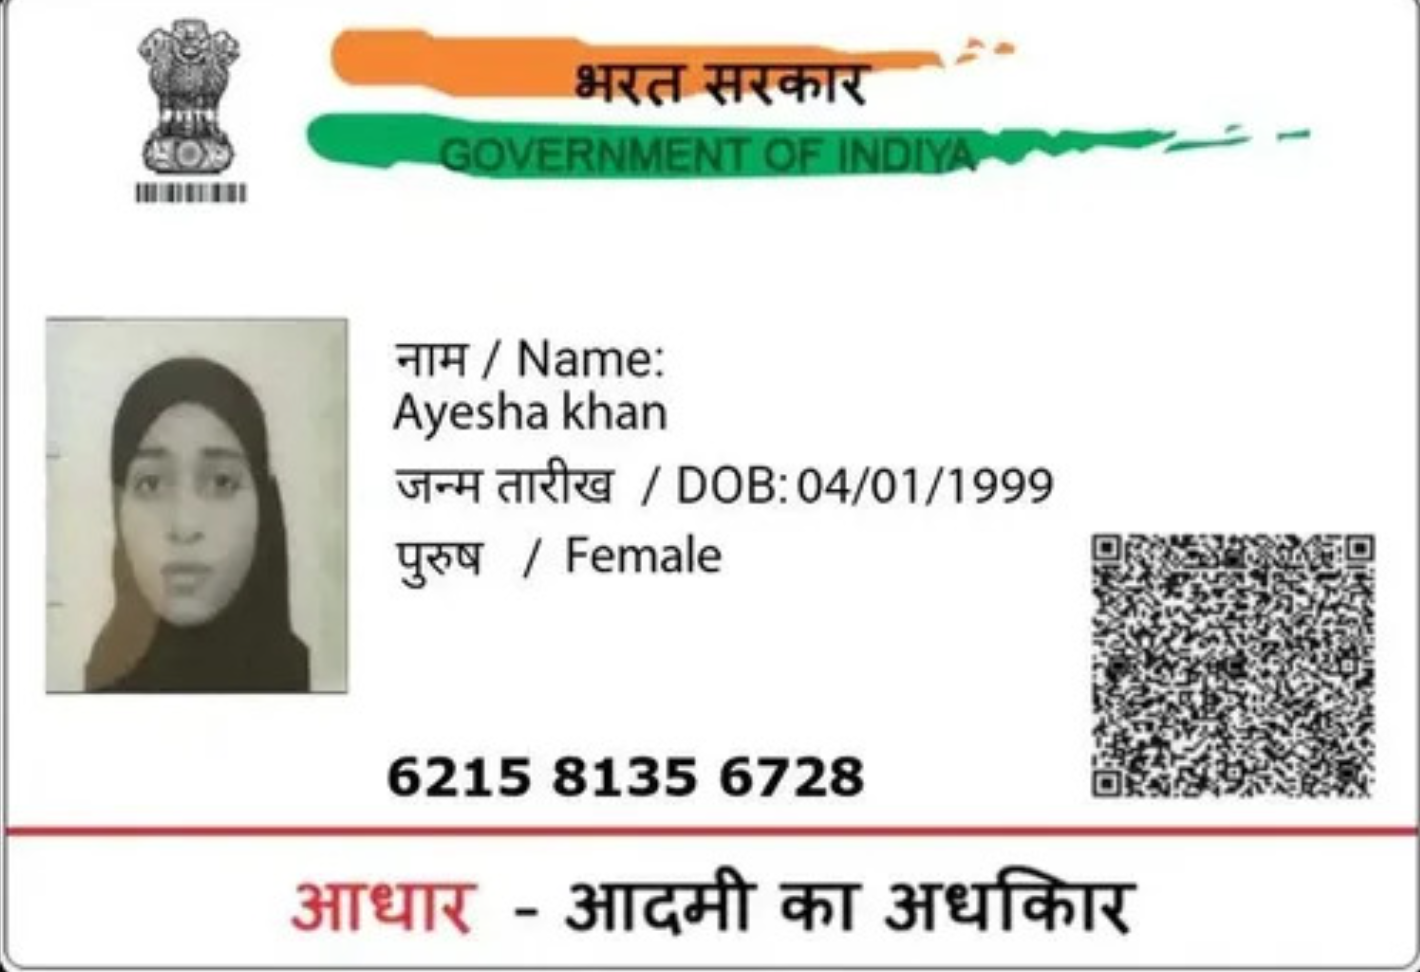 भरत सरकार
GOVERNMENT OF INDIYA
नाम / Name:
Ayesha khan
जन्म तारीख / DOB: 04/01/1999
पुरुष / Female
6215 8135 6728
आधार - आदमी का अधकिार